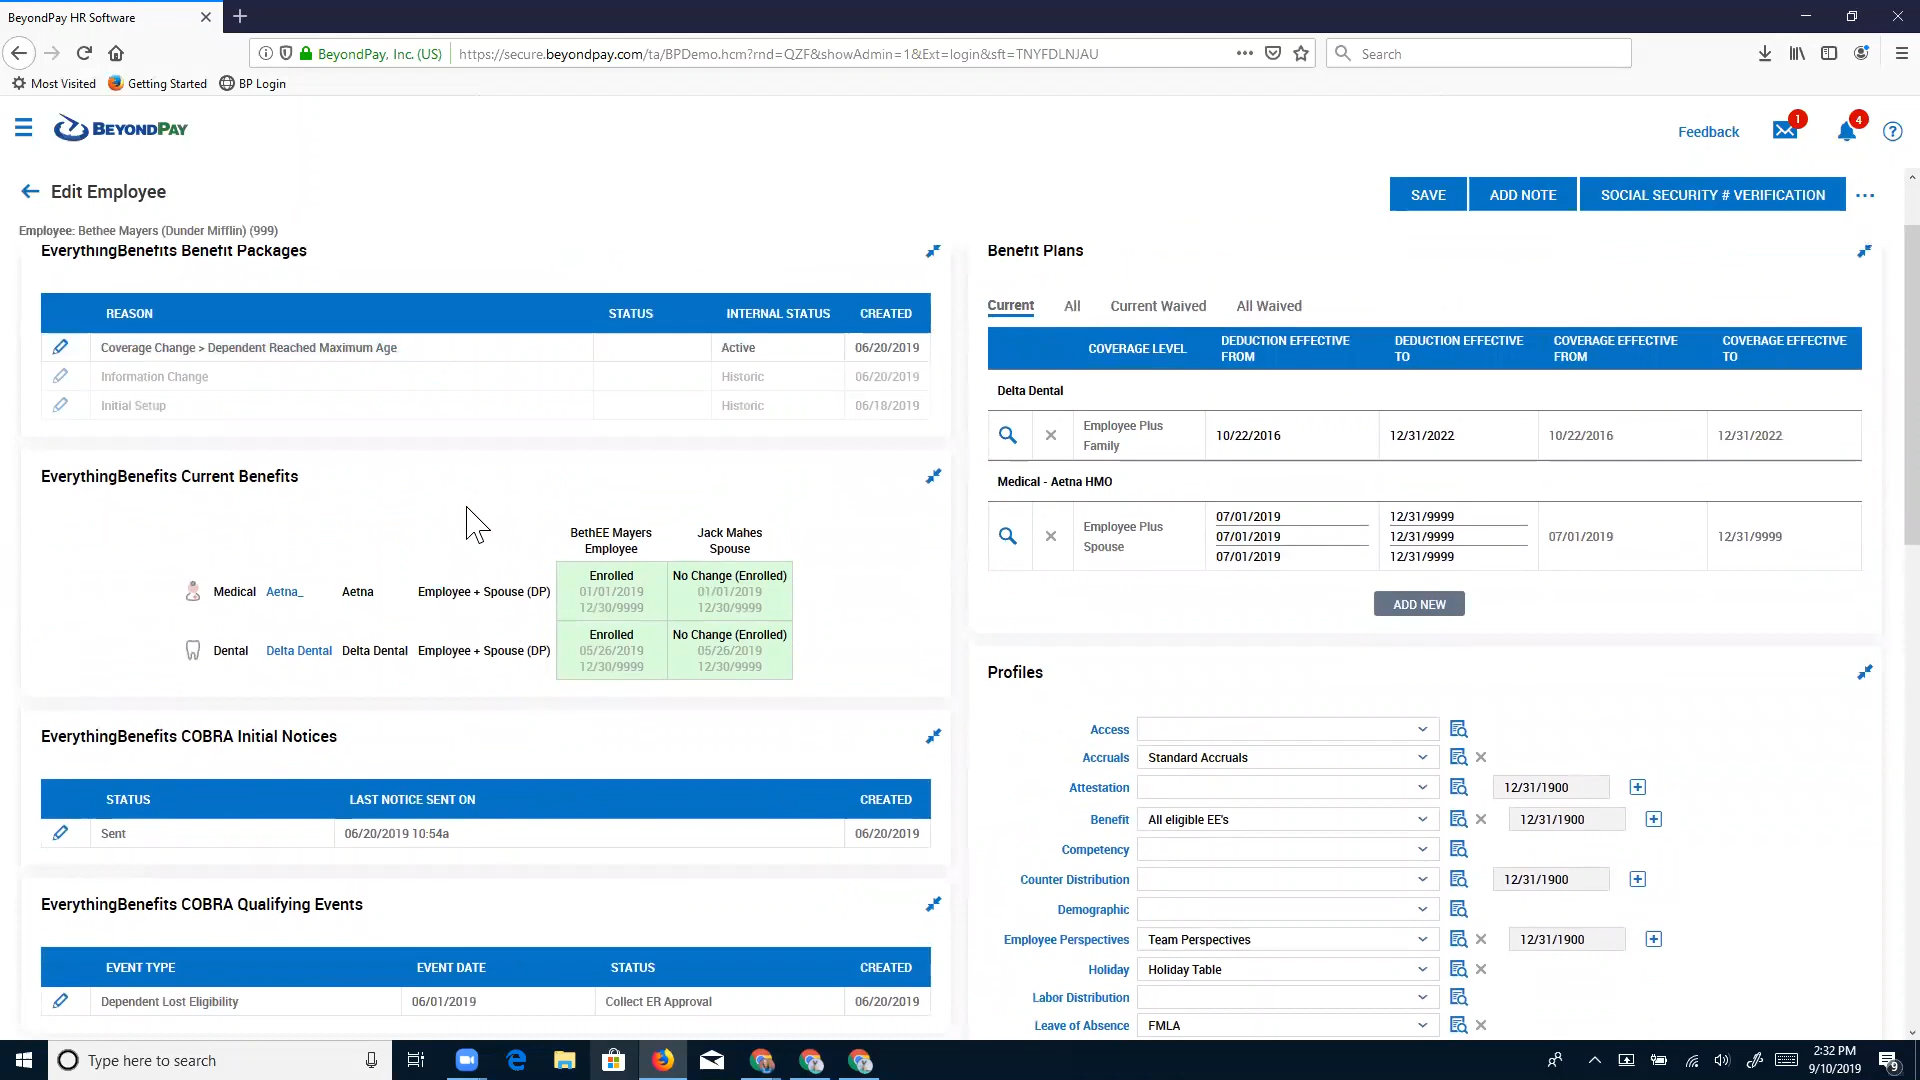 BeyondPay HR Software
BeyondPay, Inc. (US)
https://secure.beyondpay.com/ta/BPDemo.hcm?rnd=QZF&showAdmin=1&Ext=login&sft=TNYFDLNJAU
Search
Most Visited
Getting Started
BP Login
BEYONDPAY
Feedback
1
4
?
Edit Employee
SAVE
ADD NOTE
SOCIAL SECURITY # VERIFICATION
Employee: Bethee Mayers (Dunder Mifflin) (999)
EverythingBenefits Benefit Packages
REASON STATUS INTERNAL STATUS CREATED
Coverage Change > Dependent Reached Maximum Age Active 06/20/2019
Information Change Historic 06/20/2019
Initial Setup Historic 06/18/2019
EverythingBenefits Current Benefits
BethEE Mayers Jack Mahes
Employee Spouse
Enrolled No Change (Enrolled)
Medical Aetna_ Aetna Employee + Spouse (DP) 01/01/2019 01/01/2019
12/30/9999 12/30/9999
Enrolled No Change (Enrolled)
Dental Delta Dental Delta Dental Employee + Spouse (DP) 05/26/2019 05/26/2019
12/30/9999 12/30/9999
EverythingBenefits COBRA Initial Notices
STATUS LAST NOTICE SENT ON CREATED
Sent 06/20/2019 10:54a 06/20/2019
EverythingBenefits COBRA Qualifying Events
EVENT TYPE EVENT DATE STATUS CREATED
Dependent Lost Eligibility 06/01/2019 Collect ER Approval 06/20/2019
Benefit Plans
Current All Current Waived All Waived
COVERAGE LEVEL DEDUCTION EFFECTIVE FROM DEDUCTION EFFECTIVE TO COVERAGE EFFECTIVE FROM COVERAGE EFFECTIVE TO
Delta Dental
Employee Plus Family 10/22/2016 12/31/2022 10/22/2016 12/31/2022
Medical - Aetna HMO
07/01/2019 12/31/9999
Employee Plus Spouse 07/01/2019 12/31/9999 07/01/2019 12/31/9999
07/01/2019 12/31/9999
ADD NEW
Profiles
Access
Accruals Standard Accruals
Attestation 12/31/1900
Benefit All eligible EE's 12/31/1900
Competency
Counter Distribution 12/31/1900
Demographic
Employee Perspectives Team Perspectives 12/31/1900
Holiday Holiday Table
Labor Distribution
Leave of Absence FMLA
Type here to search
2:32 PM
9/10/2019
9